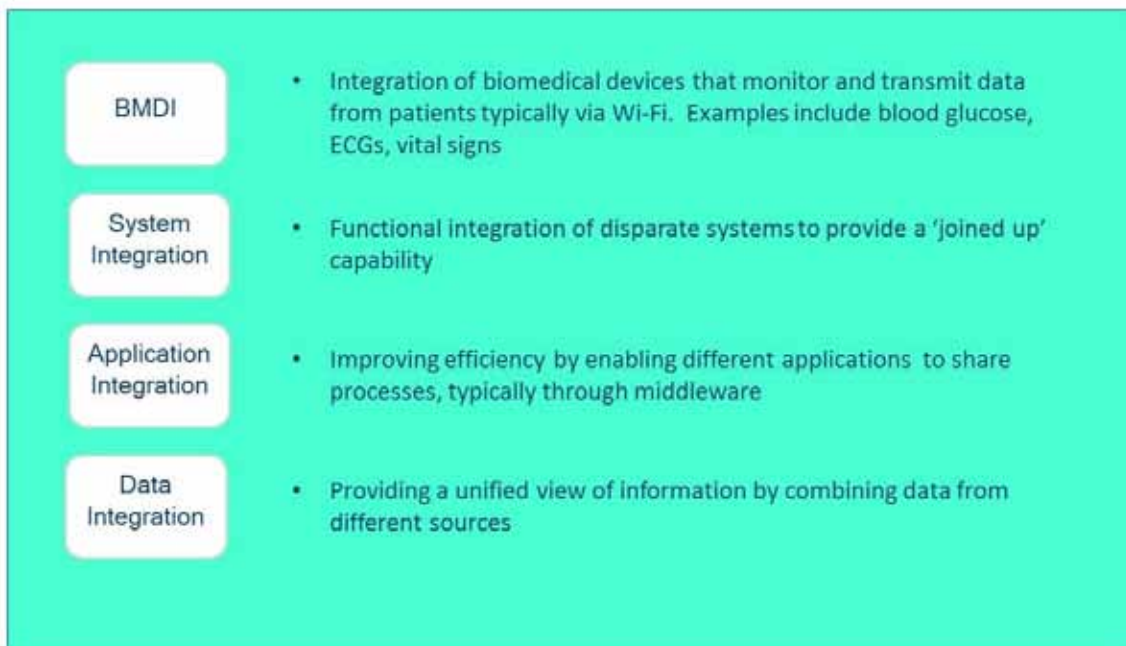 BMDI
• Integration of biomedical devices that monitor and transmit data
from patients typically via Wi-Fi.  Examples include blood glucose,
ECGs, vital signs
System
Integration
• Functional integration of disparate systems to provide a ‘joined up’
capability
Application
Integration
• Improving efficiency by enabling different applications  to share
processes, typically through middleware
Data
Integration
• Providing a unified view of information by combining data from
different sources